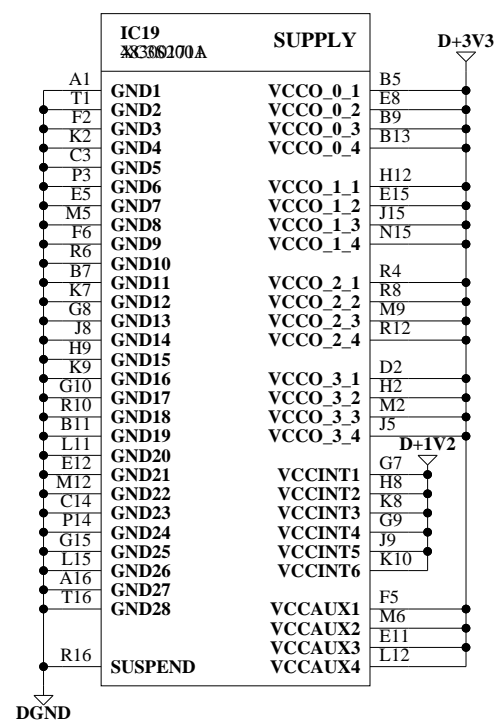 IC19
SUPPLY
D+3V3
A1 GND1 VCCO_0_1 B5
T1 GND2 VCCO_0_2 E8
F2 GND3 VCCO_0_3 B9
K2 GND4 VCCO_0_4 B13
C3 GND5
P3 GND6 VCCO_1_1 H12
E5 GND7 VCCO_1_2 E15
M5 GND8 VCCO_1_3 J15
F6 GND9 VCCO_1_4 N15
R6 GND10
B7 GND11 VCCO_2_1 R4
K7 GND12 VCCO_2_2 R8
G8 GND13 VCCO_2_3 M9
J8 GND14 VCCO_2_4 R12
H9 GND15
K9 GND16 VCCO_3_1 D2
G10 GND17 VCCO_3_2 H2
R10 GND18 VCCO_3_3 M2
B11 GND19 VCCO_3_4 J5
D+1V2
L11 GND20
E12 GND21 VCCINT1 G7
M12 GND22 VCCINT2 H8
C14 GND23 VCCINT3 K8
P14 GND24 VCCINT4 G9
G15 GND25 VCCINT5 J9
L15 GND26 VCCINT6 K10
A16 GND27
T16 GND28 VCCAUX1 F5
VCCAUX2 M6
VCCAUX3 E11
R16 SUSPEND VCCAUX4 L12
DGND